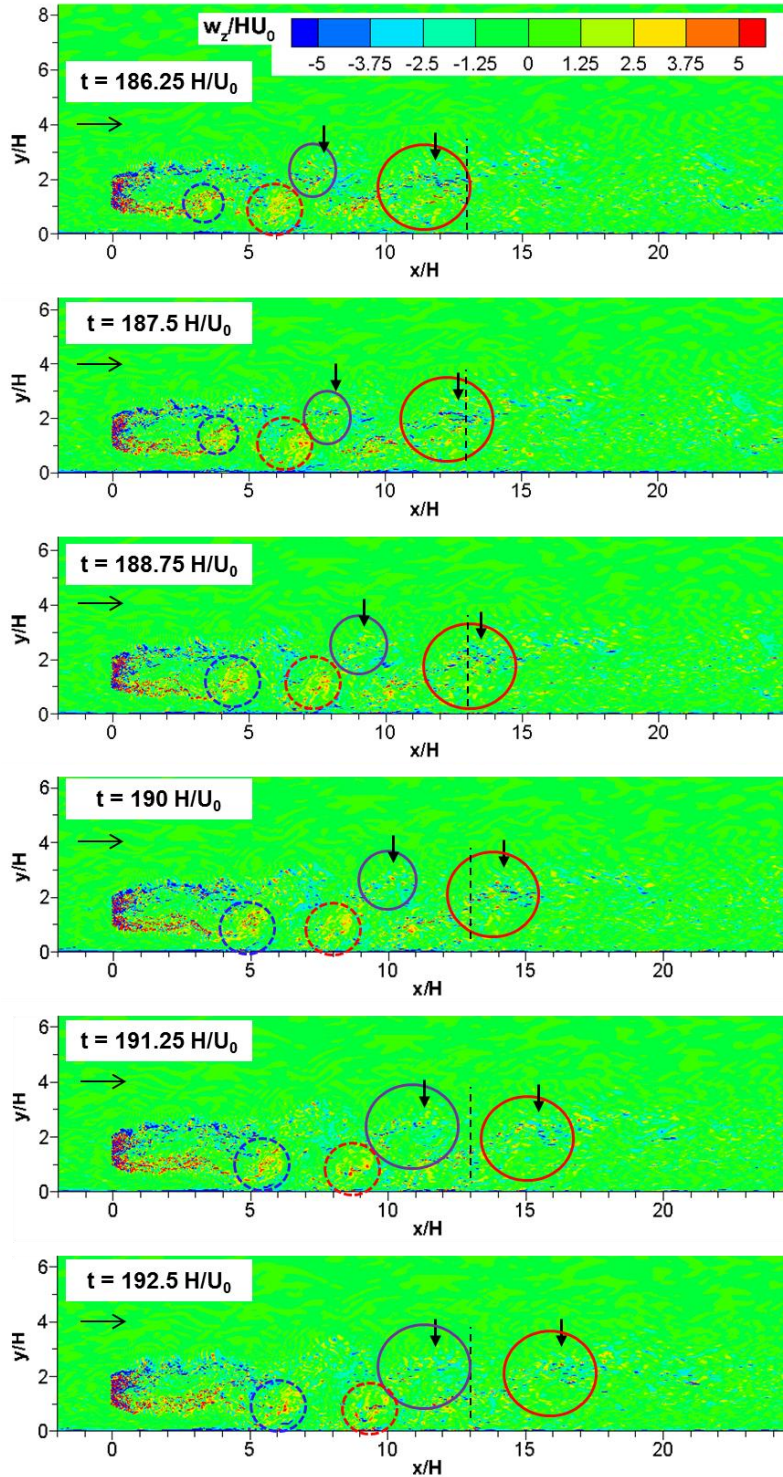 w_z/HU_0
-5 -3.75 -2.5 -1.25 0 1.25 2.5 3.75 5
t = 186.25 H/U_0
y/H
8
6
4
2
0
0 5 10 15 20
x/H
t = 187.5 H/U_0
y/H
6
4
2
0
0 5 10 15 20
x/H
t = 188.75 H/U_0
y/H
6
4
2
0
0 5 10 15 20
x/H
t = 190 H/U_0
y/H
6
4
2
0
0 5 10 15 20
x/H
t = 191.25 H/U_0
y/H
6
4
2
0
0 5 10 15 20
x/H
t = 192.5 H/U_0
y/H
6
4
2
0
0 5 10 15 20
x/H